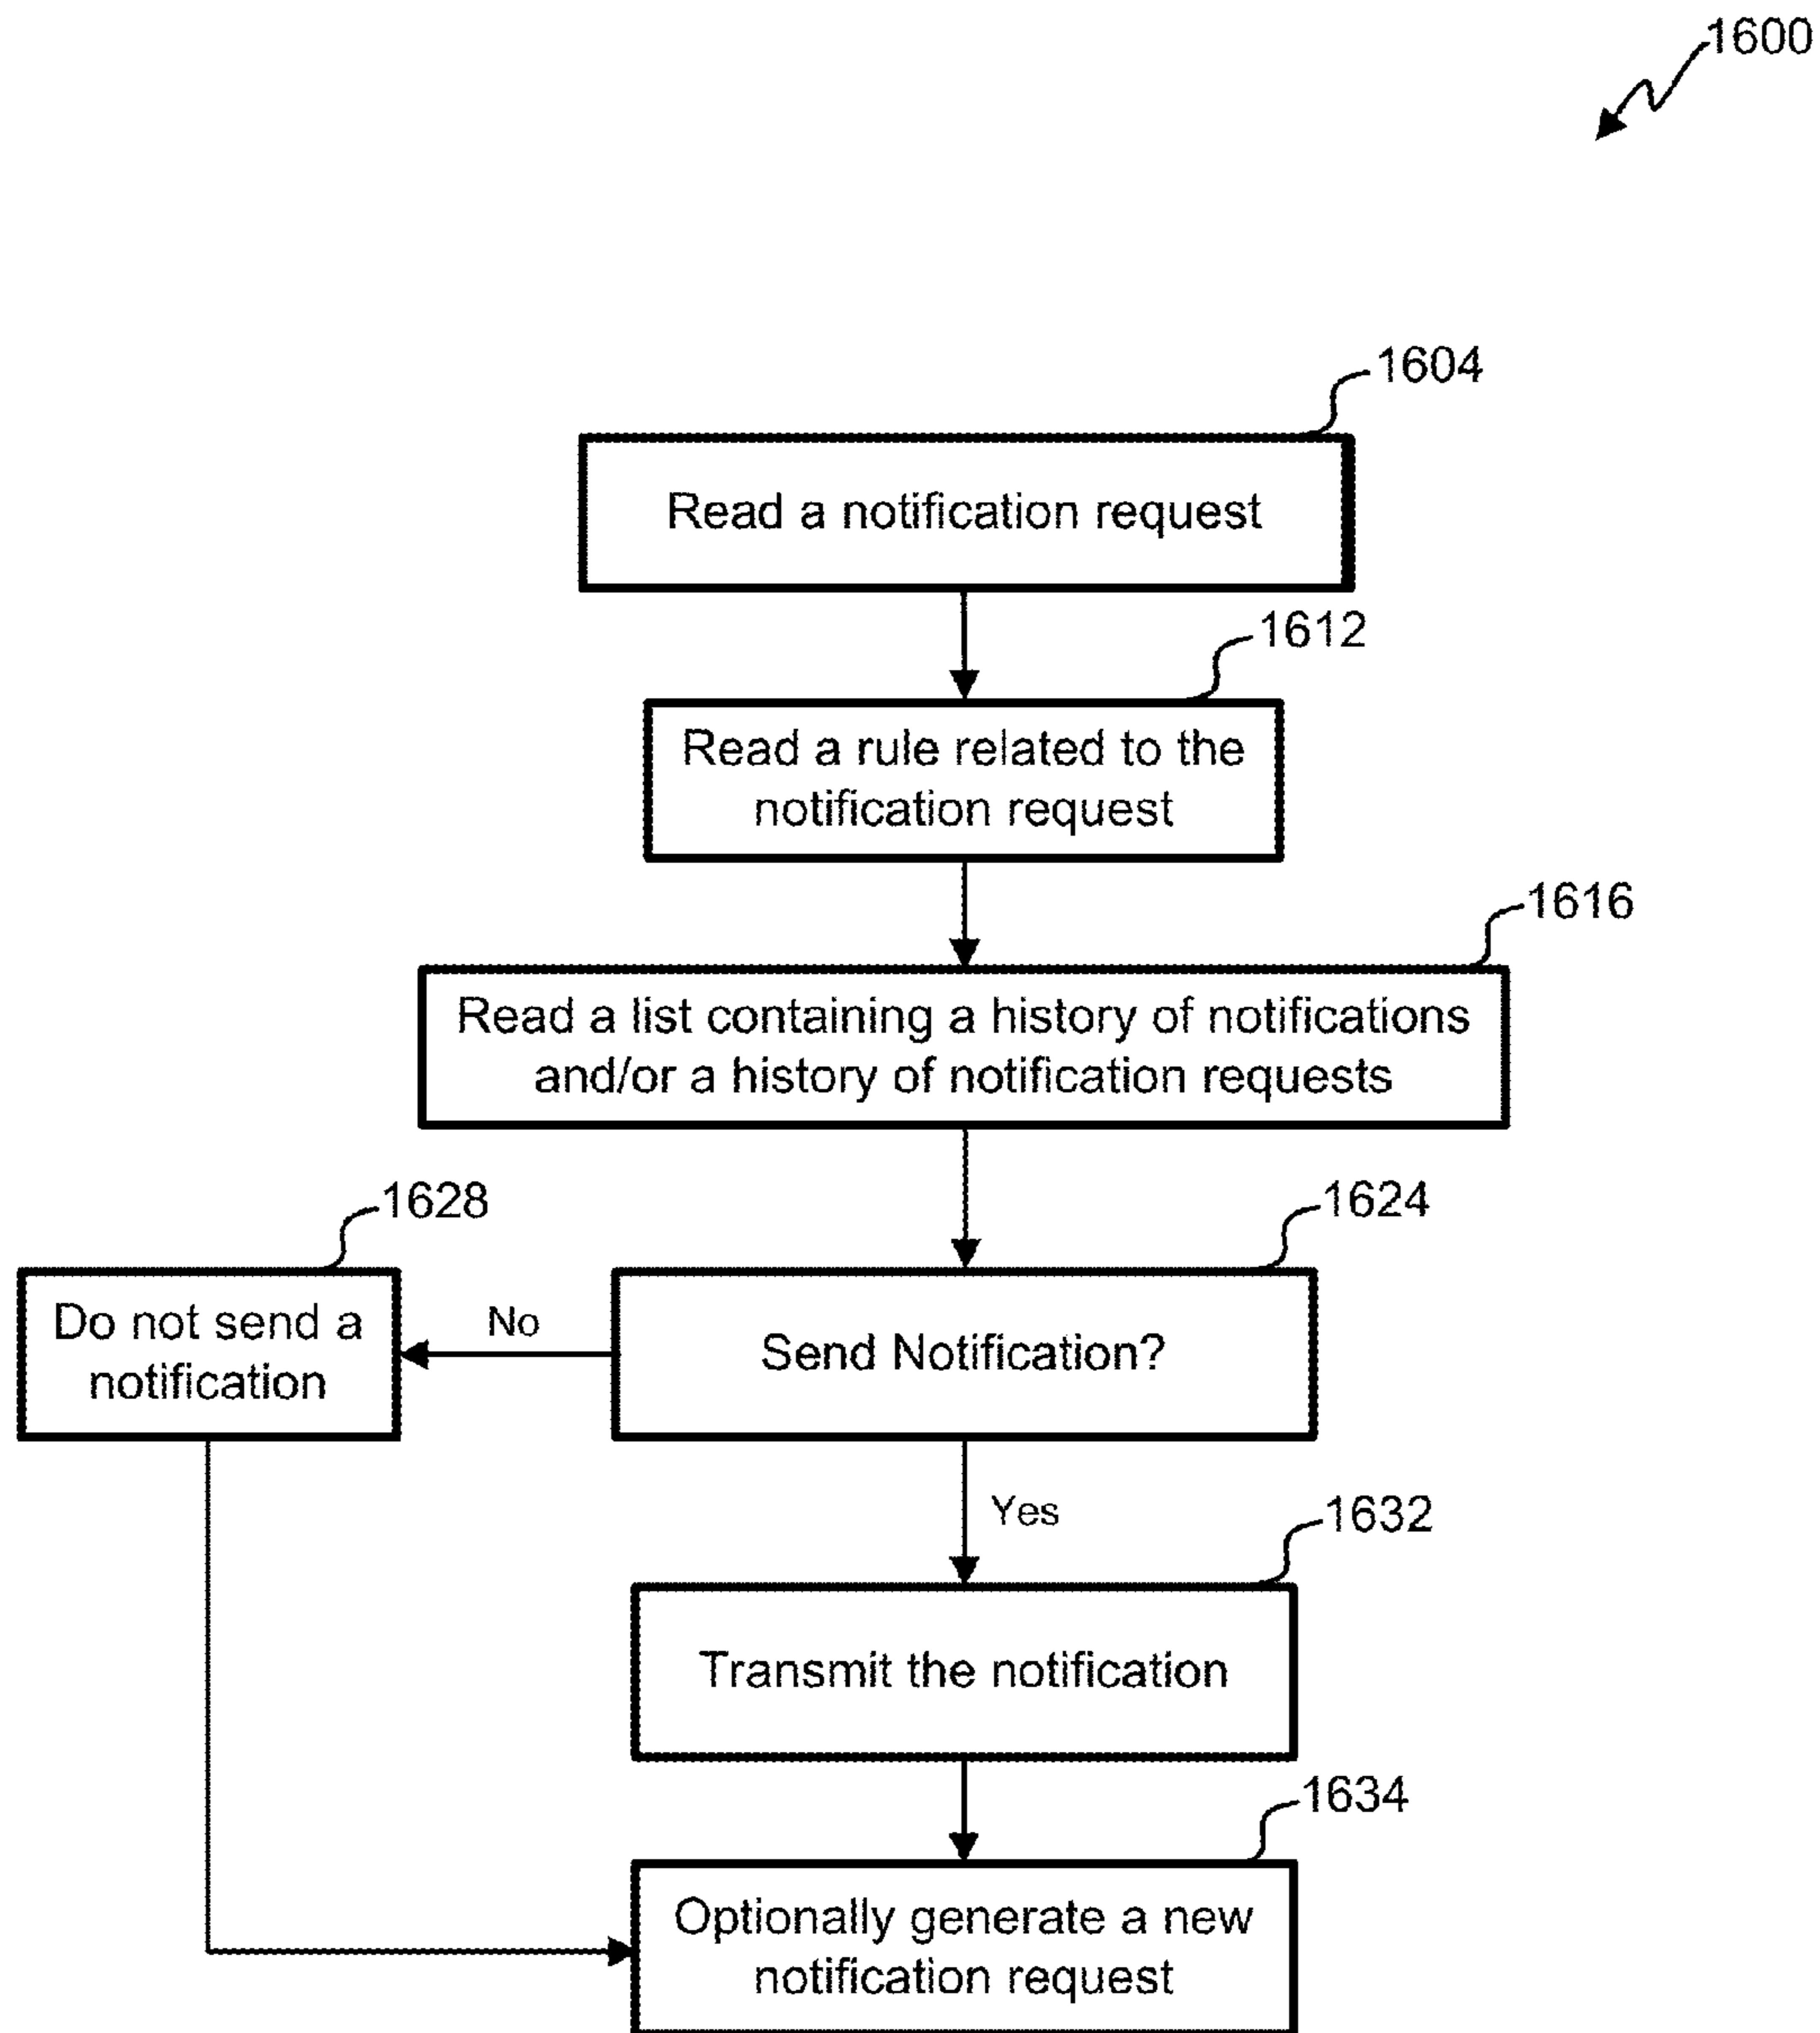 1600
1604
Read a notification request
1612
Read a rule related to the
notification request
1616
Read a list containing a history of notifications
and/or a history of notification requests
1628
1624
Do not send a
notification
No
Send Notification?
Yes
1632
Transmit the notification
1634
Optionally generate a new
notification request